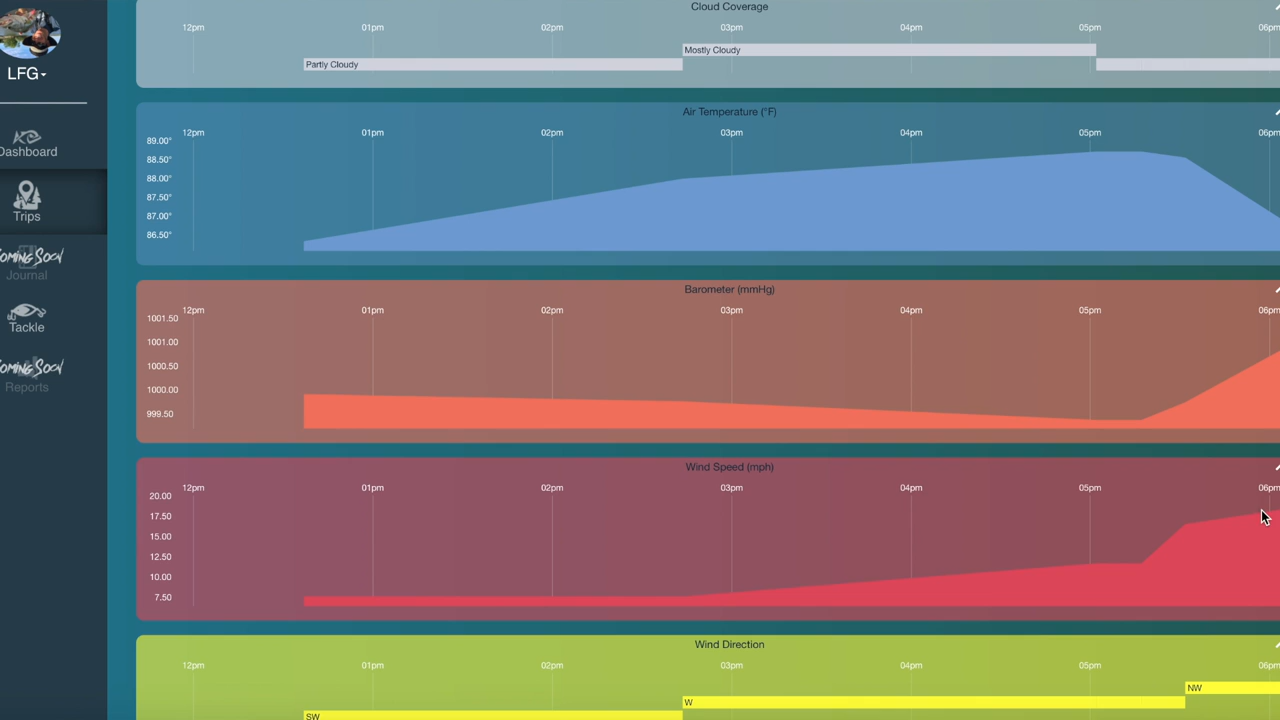 Cloud Coverage
12pm 01pm 02pm 03pm 04pm 05pm 06pm
Mostly Cloudy
Partly Cloudy
LFG
Dashboard
Trips
Coming Soon
Journal
Tackle
Coming Soon
Reports
Air Temperature (°F)
12pm 01pm 02pm 03pm 04pm 05pm 06pm
89.00°
88.50°
88.00°
87.50°
87.00°
86.50°
Barometer (mmHg)
12pm 01pm 02pm 03pm 04pm 05pm 06pm
1001.50
1001.00
1000.50
1000.00
999.50
Wind Speed (mph)
12pm 01pm 02pm 03pm 04pm 05pm 06pm
20.00
17.50
15.00
12.50
10.00
7.50
Wind Direction
12pm 01pm 02pm 03pm 04pm 05pm 06pm
NW
W
SW